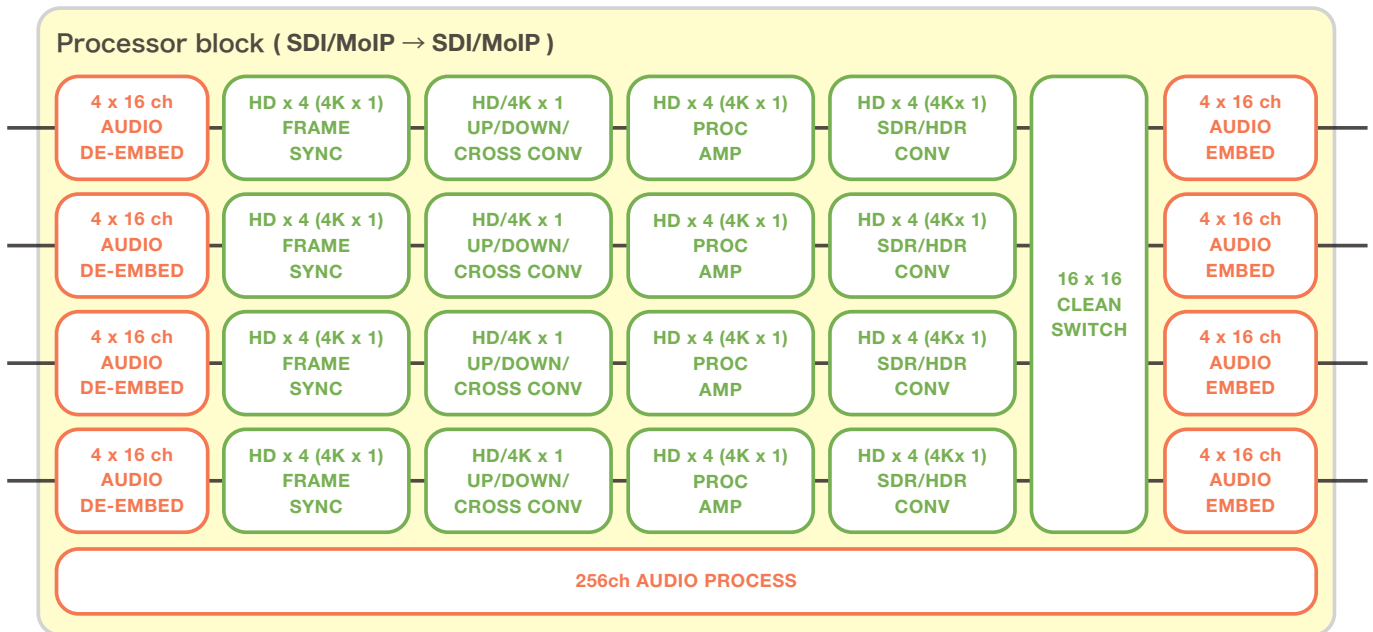 Processor block ( SDI/MoIP → SDI/MoIP )
4 x 16 ch
AUDIO
DE-EMBED
HD x 4 (4K x 1)
FRAME
SYNC
HD/4K x 1
UP/DOWN/
CROSS CONV
HD x 4 (4K x 1)
PROC
AMP
HD x 4 (4Kx 1)
SDR/HDR
CONV
4 x 16 ch
AUDIO
EMBED
4 x 16 ch
AUDIO
DE-EMBED
HD x 4 (4K x 1)
FRAME
SYNC
HD/4K x 1
UP/DOWN/
CROSS CONV
HD x 4 (4K x 1)
PROC
AMP
HD x 4 (4Kx 1)
SDR/HDR
CONV
4 x 16 ch
AUDIO
EMBED
16 x 16
CLEAN
SWITCH
4 x 16 ch
AUDIO
DE-EMBED
HD x 4 (4K x 1)
FRAME
SYNC
HD/4K x 1
UP/DOWN/
CROSS CONV
HD x 4 (4K x 1)
PROC
AMP
HD x 4 (4Kx 1)
SDR/HDR
CONV
4 x 16 ch
AUDIO
EMBED
4 x 16 ch
AUDIO
DE-EMBED
HD x 4 (4K x 1)
FRAME
SYNC
HD/4K x 1
UP/DOWN/
CROSS CONV
HD x 4 (4K x 1)
PROC
AMP
HD x 4 (4Kx 1)
SDR/HDR
CONV
4 x 16 ch
AUDIO
EMBED
256ch AUDIO PROCESS